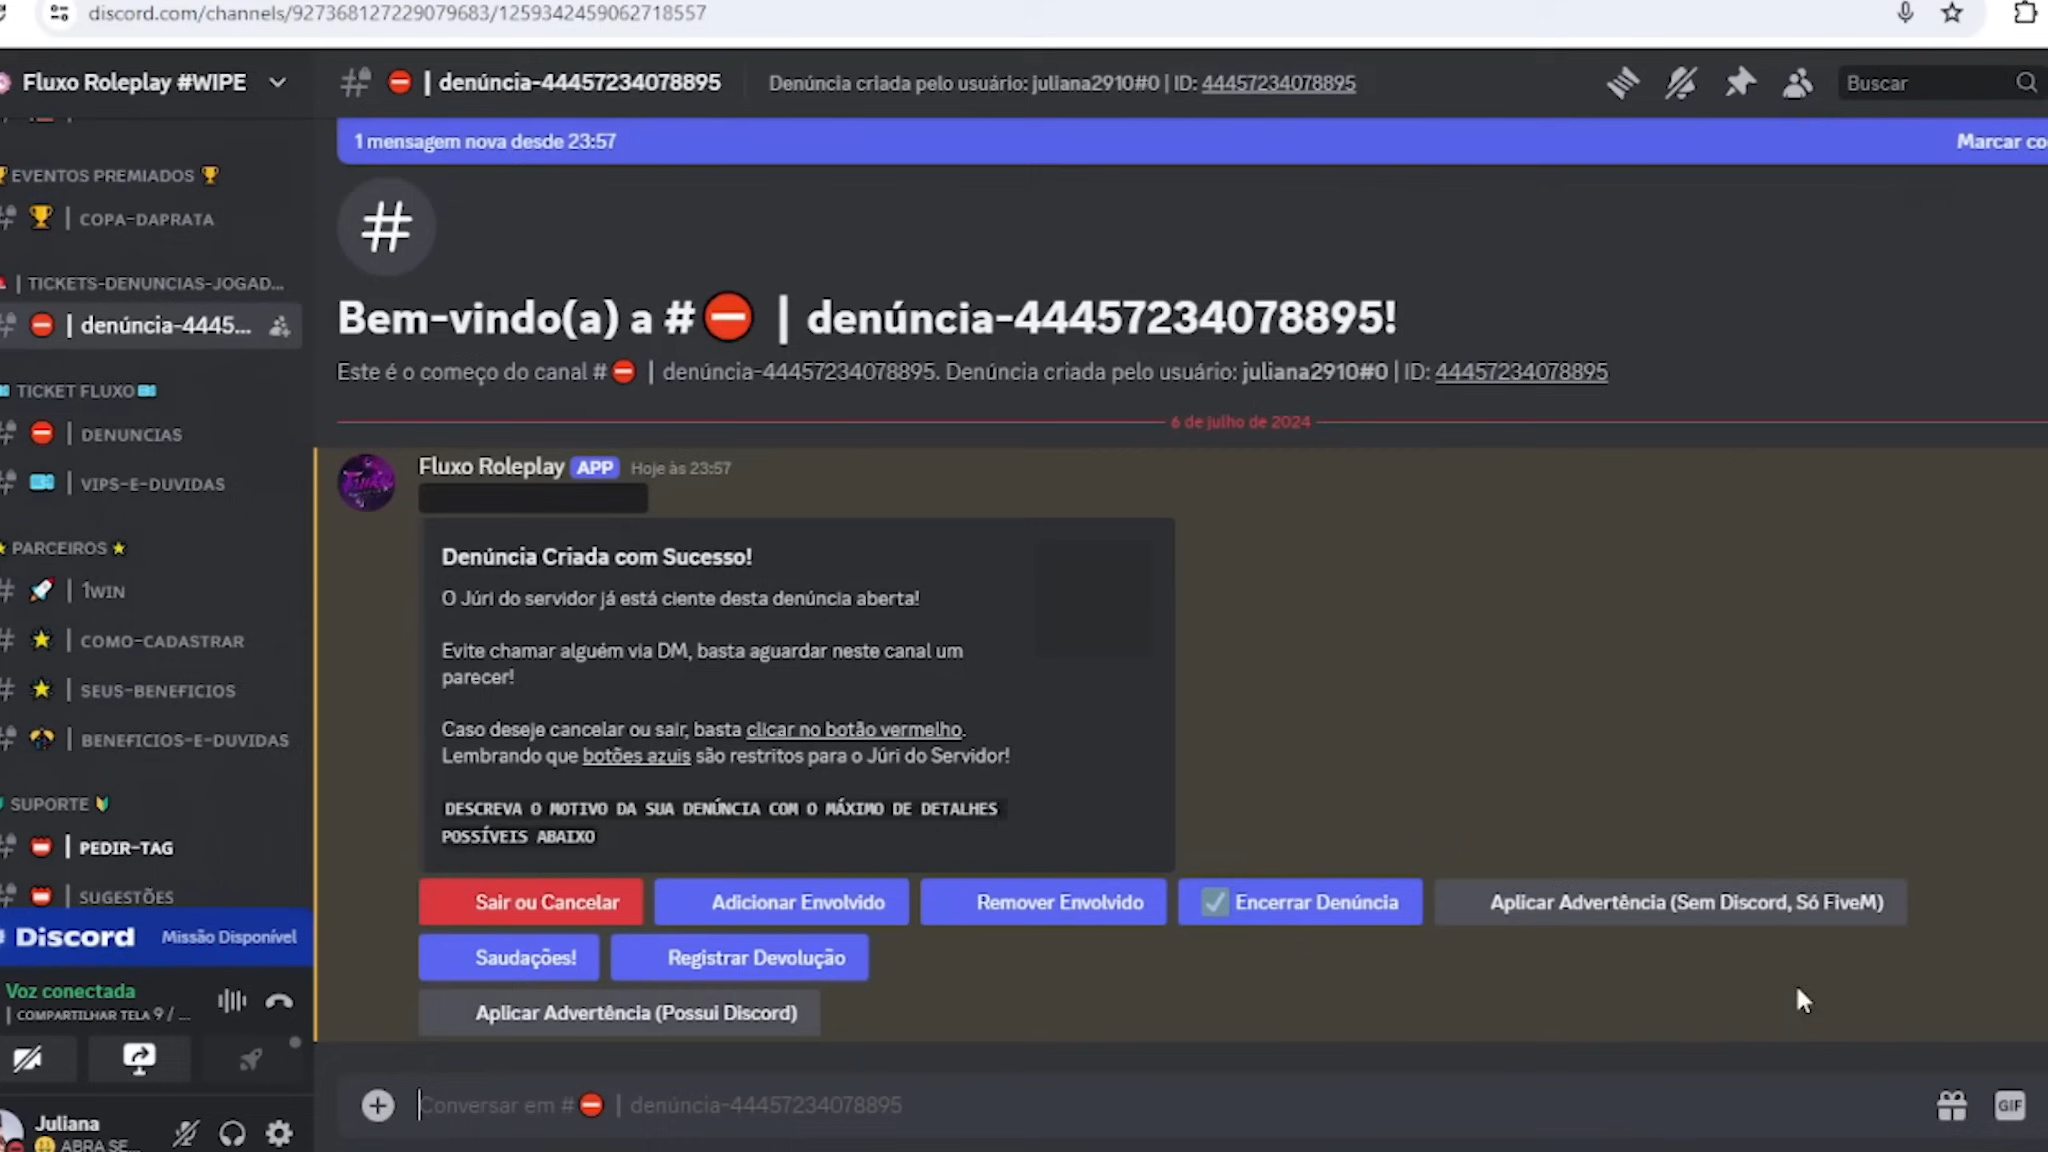 discord.com/channels/927368127229079683/1259342459062718557
Fluxo Roleplay #WIPE
EVENTOS PREMIADOS
| COPA-DAPRATA
| TICKETS-DENUNCIAS-JOGAD...
| denúncia-4445...
TICKET FLUXO
| DENUNCIAS
| VIPS-E-DUVIDAS
PARCEIROS
| 1WIN
| COMO-CADASTRAR
| SEUS-BENEFICIOS
| BENEFICIOS-E-DUVIDAS
SUPORTE
| PEDIR-TAG
| SUGESTÕES
Discord Missão Disponível
Voz conectada
| COMPARTILHAR TELA 9 / ...
Juliana
ABRA SE...
| denúncia-44457234078895 Denúncia criada pelo usuário: juliana2910#0 | ID: 44457234078895
Buscar
1 mensagem nova desde 23:57 Marcar co
Bem-vindo(a) a #⛔ | denúncia-44457234078895!
Este é o começo do canal #⛔ | denúncia-44457234078895. Denúncia criada pelo usuário: juliana2910#0 | ID: 44457234078895
6 de julho de 2024
Fluxo Roleplay APP Hoje às 23:57
Denúncia Criada com Sucesso!
O Júri do servidor já está ciente desta denúncia aberta!
Evite chamar alguém via DM, basta aguardar neste canal um
parecer!
Caso deseje cancelar ou sair, basta clicar no botão vermelho.
Lembrando que botões azuis são restritos para o Júri do Servidor!
DESCREVA O MOTIVO DA SUA DENÚNCIA COM O MÁXIMO DE DETALHES
POSSÍVEIS ABAIXO
Sair ou Cancelar Adicionar Envolvido Remover Envolvido Encerrar Denúncia Aplicar Advertência (Sem Discord, Só FiveM)
Saudações! Registrar Devolução
Aplicar Advertência (Possui Discord)
Conversar em #⛔ | denúncia-44457234078895
GIF